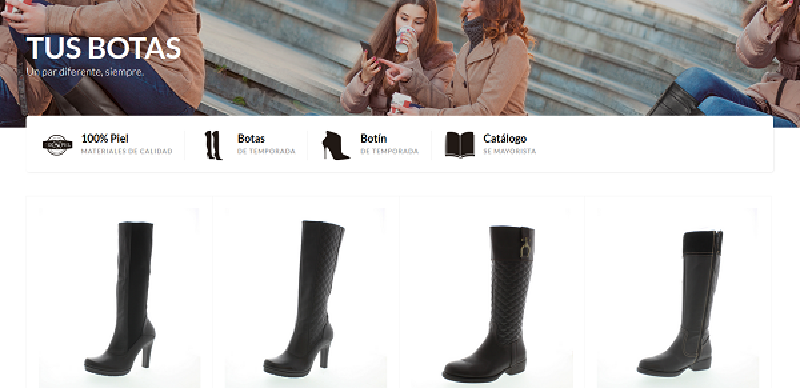 TUS BOTAS
Un par diferente, siempre.
100% Piel
MATERIALES DE CALIDAD
Botas
DE TEMPORADA
Botín
DE TEMPORADA
Catálogo
SE MAYORISTA